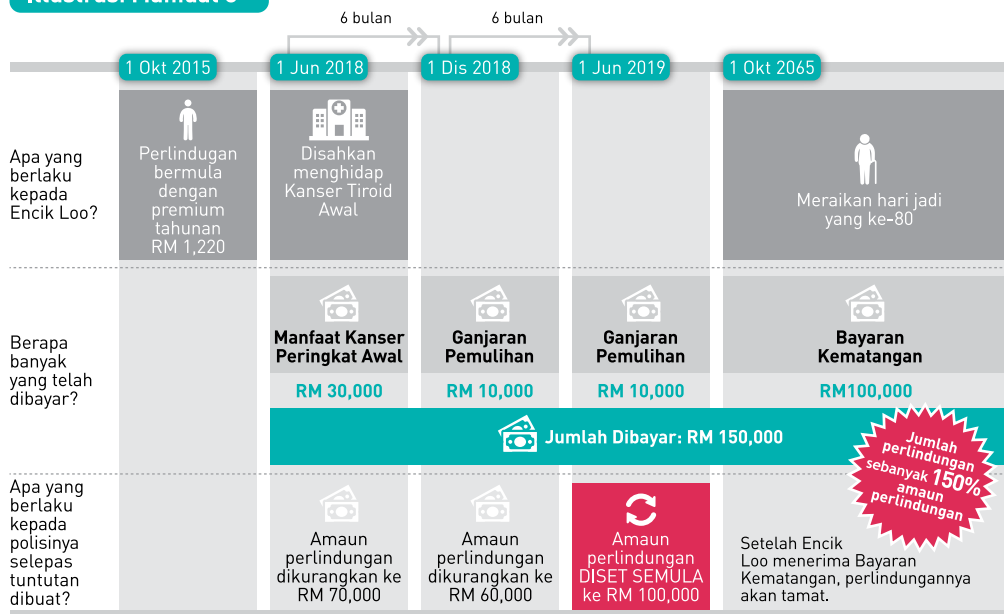 6 bulan
6 bulan
1 Okt 2015
1 Jun 2018
1 Dis 2018
1 Jun 2019
1 Okt 2065
Apa yang
berlaku
kepada
Encik Loo?
Perlindugan
bermula
dengan
premium
tahunan
RM 1,220
Disahkan
menghidap
Kanser Tiroid
Awal
Meraikan hari jadi
yang ke-80
Berapa
banyak
yang telah
dibayar?
Manfaat Kanser
Peringkat Awal
RM 30,000
Ganjaran
Pemulihan
RM 10,000
Ganjaran
Pemulihan
RM 10,000
Bayaran
Kematangan
RM100,000
Jumlah Dibayar: RM 150,000
Jumlah
perlindungan
sebanyak 150%
amaun
perlindungan
Apa yang
berlaku
kepada
polisinya
selepas
tuntutan
dibuat?
Amaun
perlindungan
dikurangkan ke
RM 70,000
Amaun
perlindungan
dikurangkan ke
RM 60,000
Amaun
perlindungan
DISET SEMULA
ke RM 100,000
Setelah Encik
Loo menerima Bayaran
Kematangan, perlindungannya
akan tamat.